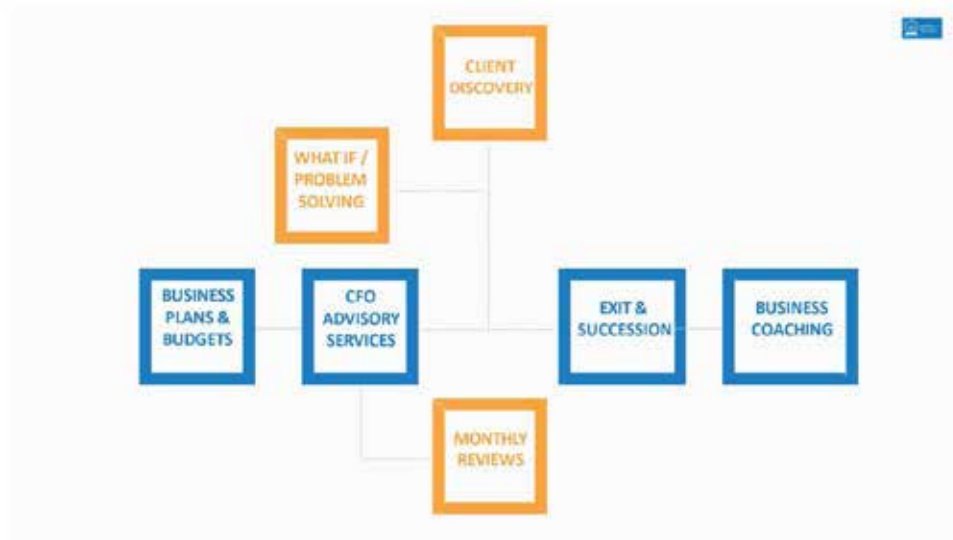 CLIENT
DISCOVERY
WHAT IF /
PROBLEM
SOLVING
BUSINESS
PLANS &
BUDGETS
CFO
ADVISORY
SERVICES
EXIT &
SUCCESSION
BUSINESS
COACHING
MONTHLY
REVIEWS